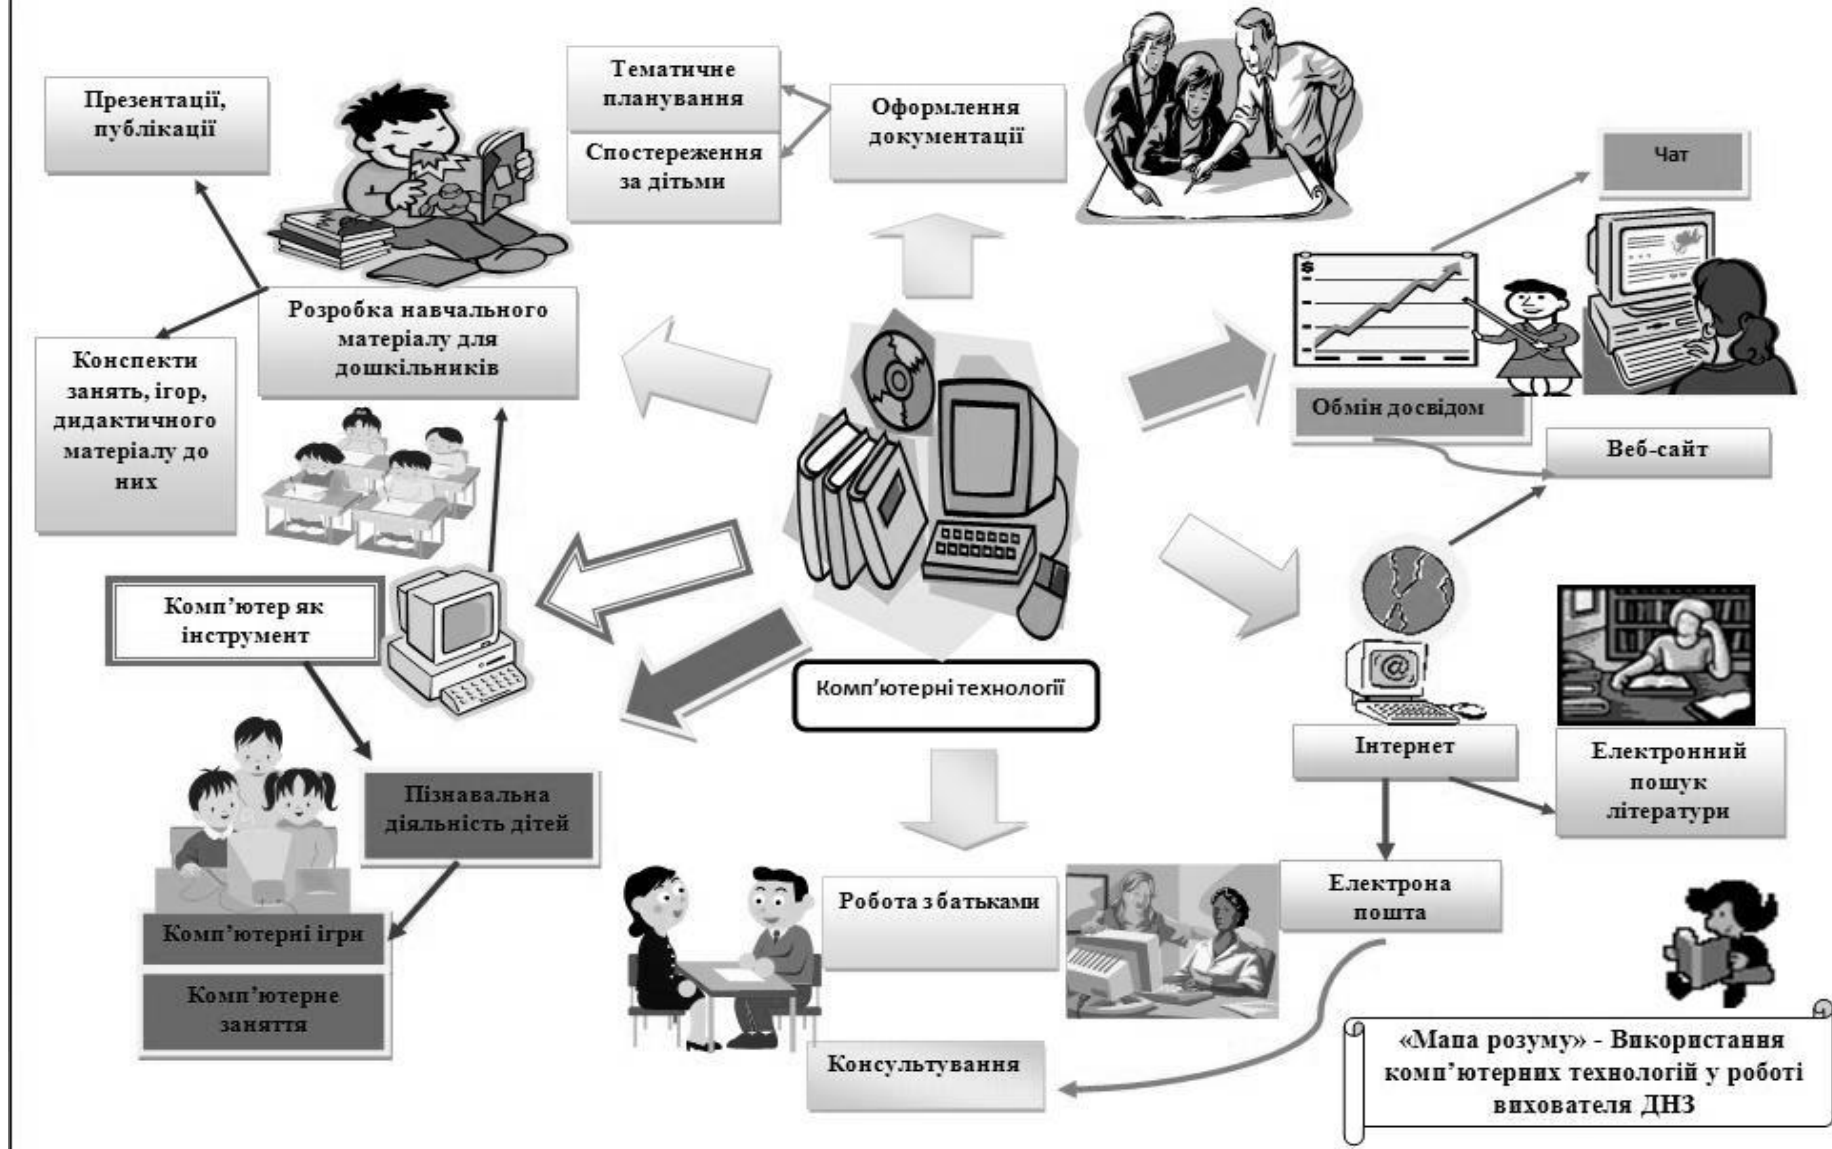 Тематичне
планування
Оформлення
документації
Презентації,
публікації
Спостереження
за дітьми
Чат
Розробка навчального
матеріалу для
дошкільників
Конспекти
занять, ігор,
дидактичного
матеріалу до
них
Обмін досвідом
Веб-сайт
Комп’ютер як
інструмент
Комп’ютерні технології
Інтернет
Електронний
пошук
літератури
Пізнавальна
діяльність дітей
Електрона
пошта
Робота з батьками
Комп’ютерні ігри
Комп’ютерне
заняття
Консультування
«Мапа розуму» - Використання
комп’ютерних технологій у роботі
вихователя ДНЗ
$
@